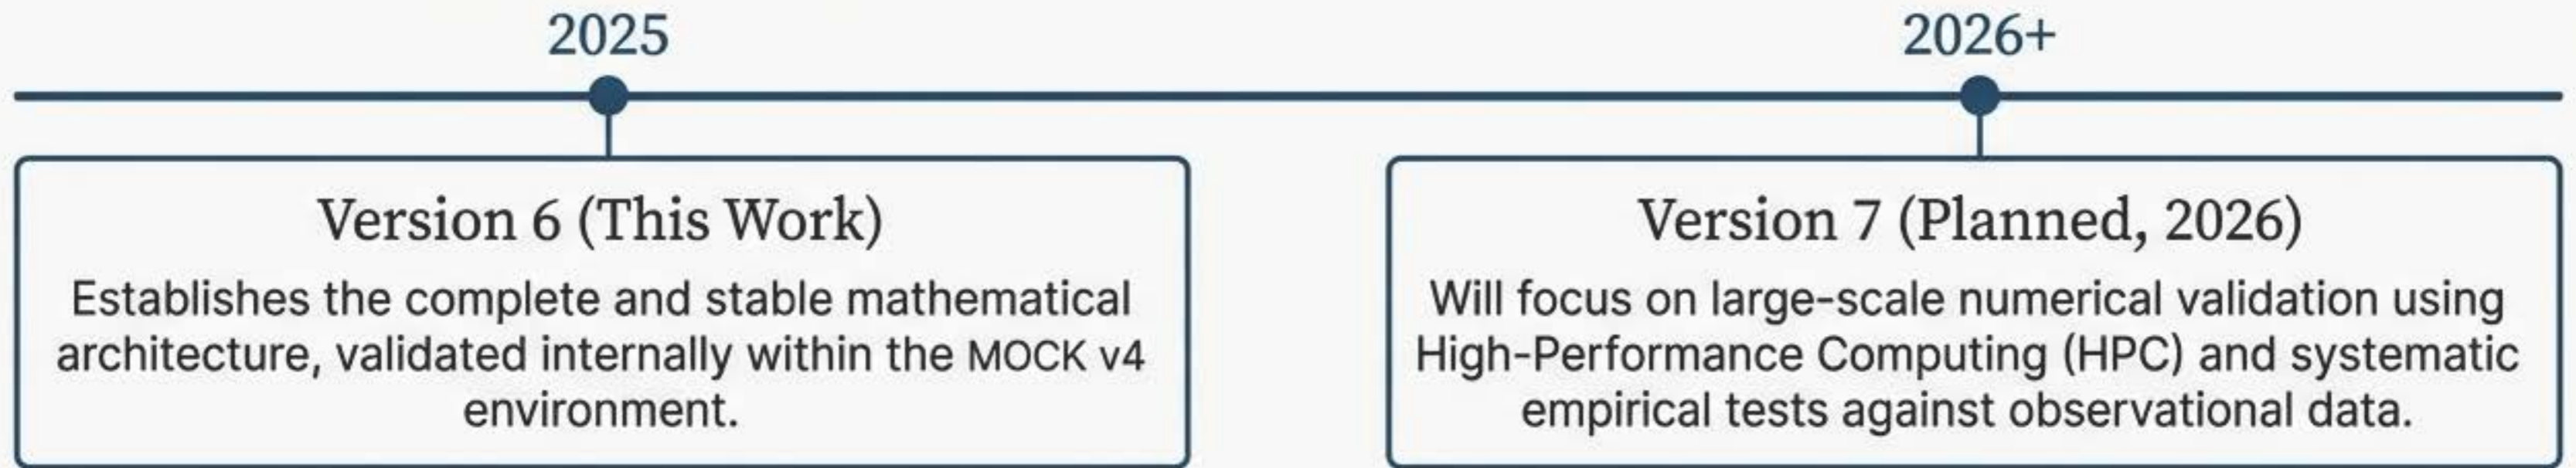 2025
2026+
Version 6 (This Work)
Establishes the complete and stable mathematical
architecture, validated internally within the MOCK v4
environment.
Version 7 (Planned, 2026)
Will focus on large-scale numerical validation using
High-Performance Computing (HPC) and systematic
empirical tests against observational data.